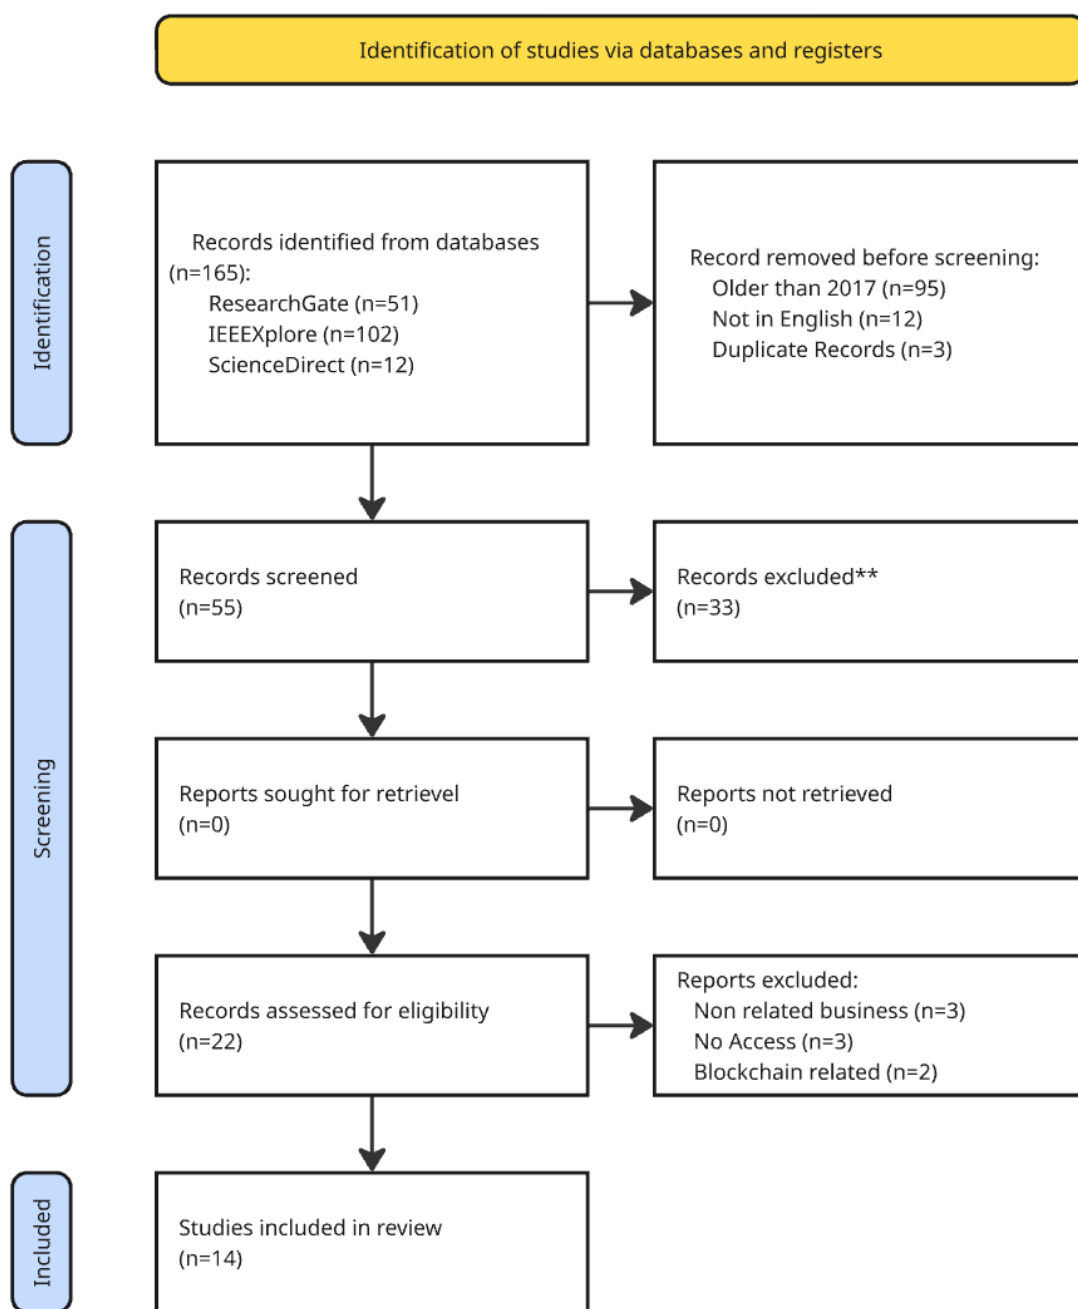 Identification of studies via databases and registers
Identification
Records identified from databases
(n=165):
ResearchGate (n=51)
IEEEXplore (n=102)
ScienceDirect (n=12)
Record removed before screening:
Older than 2017 (n=95)
Not in English (n=12)
Duplicate Records (n=3)
Screening
Records screened
(n=55)
Records excluded**
(n=33)
Reports sought for retrievel
(n=0)
Reports not retrieved
(n=0)
Records assessed for eligibility
(n=22)
Reports excluded:
Non related business (n=3)
No Access (n=3)
Blockchain related (n=2)
Included
Studies included in review
(n=14)